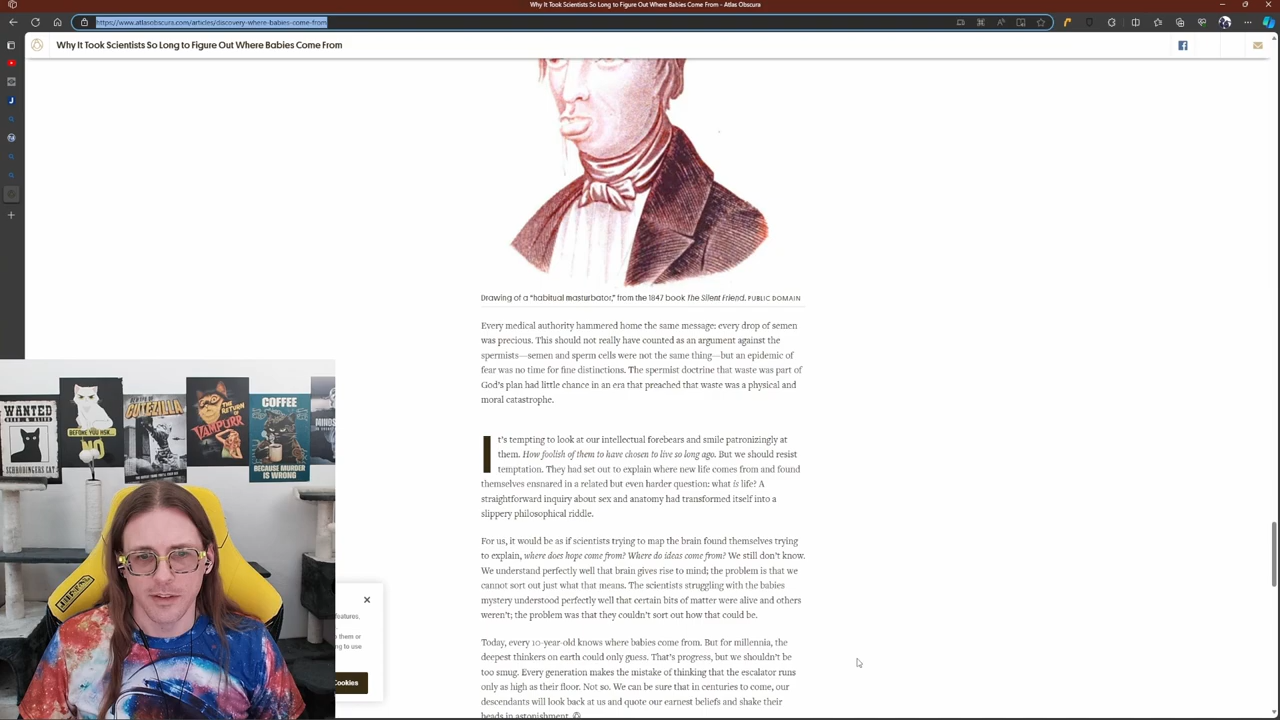 Why It Took Scientists So Long to Figure Out Where Babies Come From - Atlas Obscura
https://www.atlasobscura.com/articles/discovery-where-babies-come-from
Why It Took Scientists So Long to Figure Out Where Babies Come From
Drawing of a “habitual masturbator,” from the 1847 book The Silent Friend. PUBLIC DOMAIN
Every medical authority hammered home the same message: every drop of semen
was precious. This should not really have counted as an argument against the
spermists—semen and sperm cells were not the same thing—but an epidemic of
fear was no time for fine distinctions. The spermist doctrine that waste was part of
God’s plan had little chance in an era that preached that waste was a physical and
moral catastrophe.
It’s tempting to look at our intellectual forebears and smile patronizingly at
them. How foolish of them to have chosen to live so long ago. But we should resist
temptation. They had set out to explain where new life comes from and found
themselves ensnared in a related but even harder question: what is life? A
straightforward inquiry about sex and anatomy had transformed itself into a
slippery philosophical riddle.
For us, it would be as if scientists trying to map the brain found themselves trying
to explain, where does hope come from? Where do ideas come from? We still don’t know.
We understand perfectly well that brain gives rise to mind; the problem is that we
cannot sort out just what that means. The scientists struggling with the babies
mystery understood perfectly well that certain bits of matter were alive and others
weren’t; the problem was that they couldn’t sort out how that could be.
Today, every 10-year-old knows where babies come from. But for millennia, the
deepest thinkers on earth could only guess. That’s progress, but we shouldn’t be
too smug. Every generation makes the mistake of thinking that the escalator runs
only as high as their floor. Not so. We can be sure that in centuries to come, our
descendants will look back at us and quote our earnest beliefs and shake their
heads in astonishment.
features.
them or
ng to use
Cookies
WANTED
BEFORE YOU ASK...
NO
CUTEZILLA
THE RETURN
OF
VAMPURR
COFFEE
BECAUSE MURDER
IS WRONG